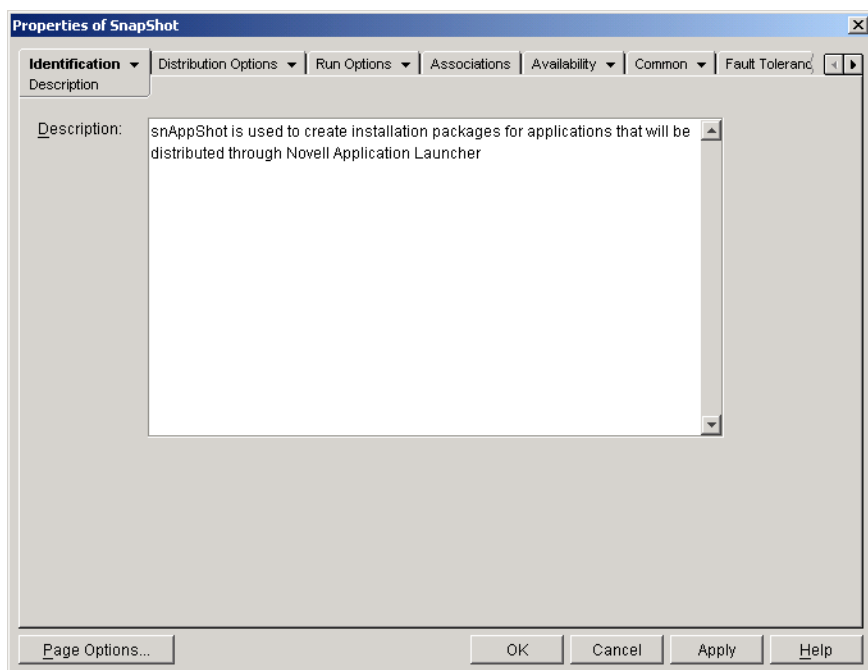 Properties of SnapShot
Identification
Distribution Options
Run Options
Associations
Availability
Common
Fault Toleranc
Description
Description:
snAppShot is used to create installation packages for applications that will be
distributed through Novell Application Launcher
Page Options...
OK
Cancel
Apply
Help